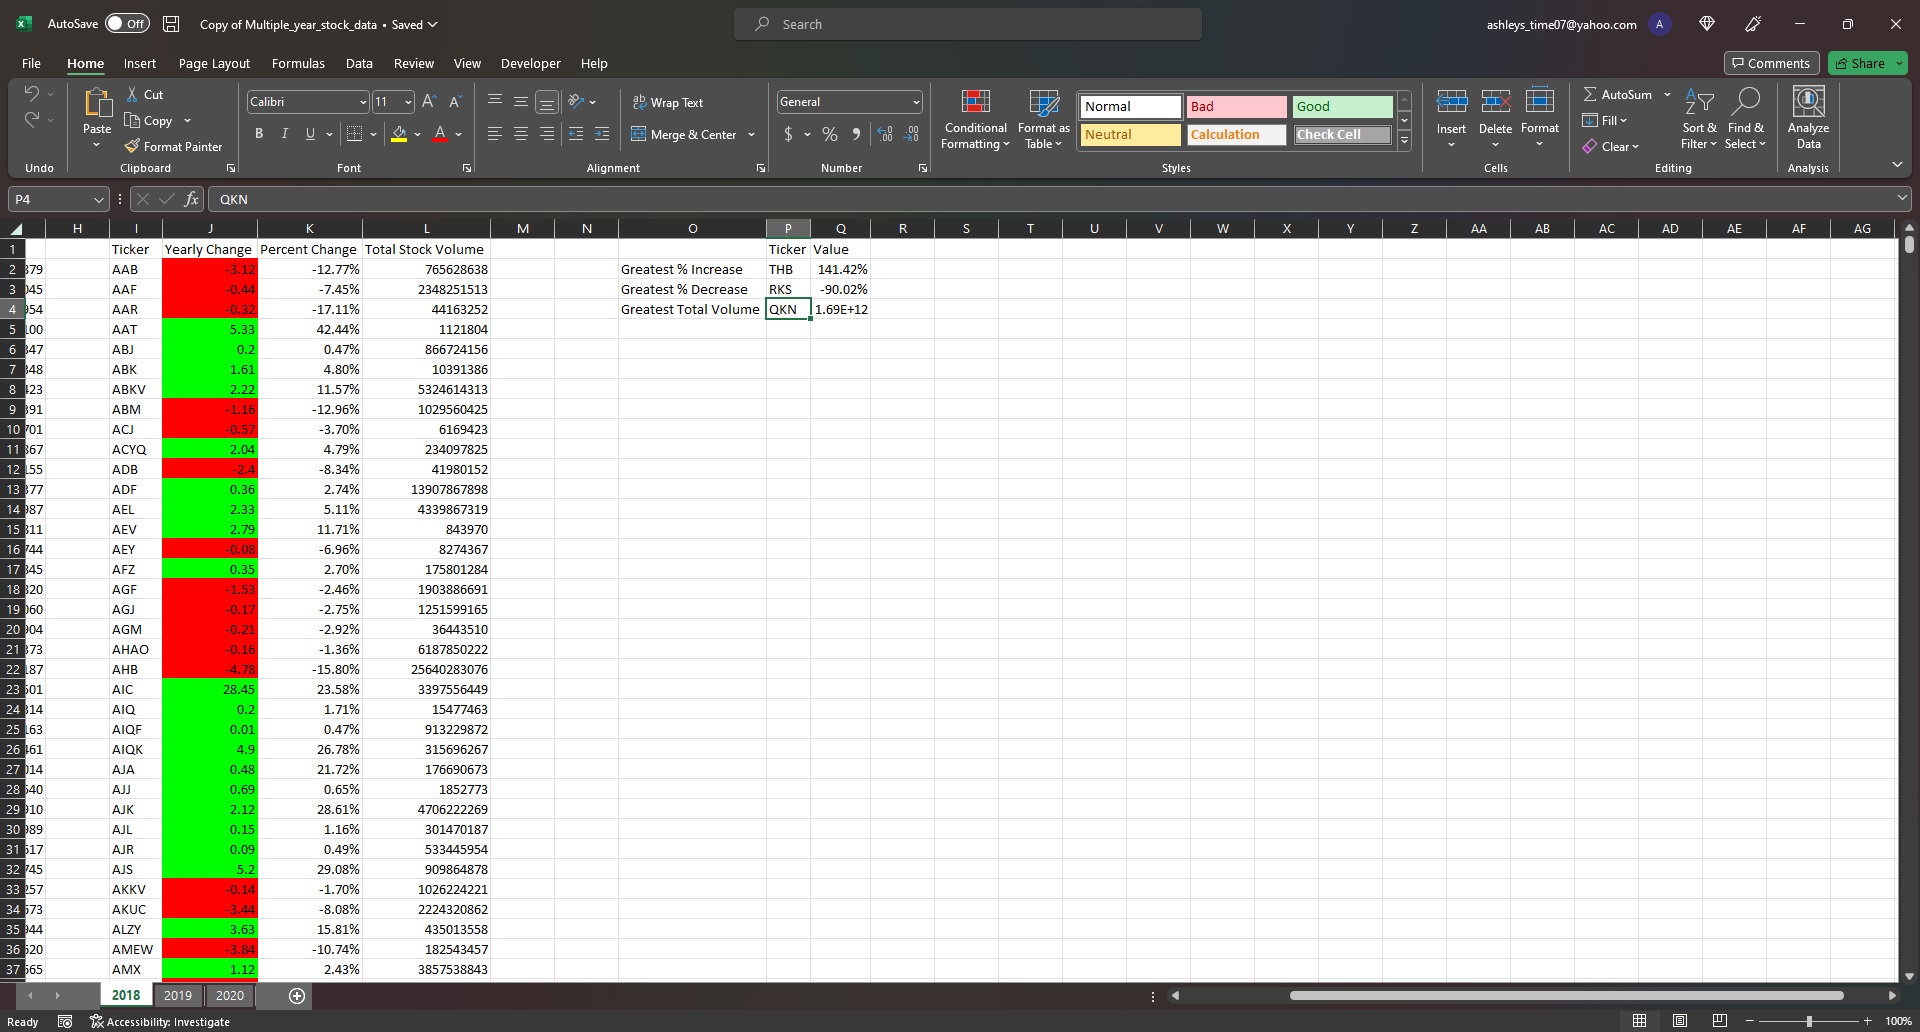 AutoSave Off Copy of Multiple_year_stock_data • Saved Search ashleys_time07@yahoo.com A
File Home Insert Page Layout Formulas Data Review View Developer Help Comments Share
Undo
Paste Cut Copy Format Painter Clipboard
Calibri 11 B I U A Font
Wrap Text Merge & Center Alignment
General $ % Number
Conditional Formatting Format as Table
Normal Bad Good
Neutral Calculation Check Cell
Styles
Insert Delete Format Cells
AutoSum Fill Clear Sort & Filter Find & Select Editing
Analyze Data Analysis
P4 fx QKN
H I J K L M N O P Q R S T U V W X Y Z AA AB AC AD AE AF AG
1 Ticker Yearly Change Percent Change Total Stock Volume Ticker Value
2 379 AAB -3.12 -12.77% 765628638 Greatest % Increase THB 141.42%
3 045 AAF -0.44 -7.45% 2348251513 Greatest % Decrease RKS -90.02%
4 954 AAR -0.32 -17.11% 44163252 Greatest Total Volume QKN 1.69E+12
5 100 AAT 5.33 42.44% 1121804
6 347 ABJ 0.2 0.47% 866724156
7 348 ABK 1.61 4.80% 10391386
8 423 ABKV 2.22 11.57% 5324614313
9 391 ABM -1.16 -12.96% 1029560425
10 701 ACJ -0.57 -3.70% 6169423
11 367 ACYQ 2.04 4.79% 234097825
12 155 ADB -2.4 -8.34% 41980152
13 377 ADF 0.36 2.74% 13907867898
14 987 AEL 2.33 5.11% 4339867319
15 311 AEV 2.79 11.71% 843970
16 744 AEY -0.08 -6.96% 8274367
17 345 AFZ 0.35 2.70% 175801284
18 320 AGF -1.53 -2.46% 1903886691
19 060 AGJ -0.17 -2.75% 1251599165
20 904 AGM -0.21 -2.92% 36443510
21 373 AHAO -0.16 -1.36% 6187850222
22 187 AHB -4.78 -15.80% 25640283076
23 AIC 28.45 23.58% 3397556449
24 314 AIQ 0.2 1.71% 15477463
25 163 AIQF 0.01 0.47% 913229872
26 461 AIQK 4.9 26.78% 315696267
27 014 AJA 0.48 21.72% 176690673
28 AJJ 0.69 0.65% 1852773
29 910 AJK 2.12 28.61% 4706222269
30 989 AJL 0.15 1.16% 301470187
31 AJR 0.09 0.49% 533445954
32 745 AJS 5.2 29.08% 909864878
33 257 AKKV -0.14 -1.70% 1026224221
34 AKUC -3.44 -8.08% 2224320862
35 944 ALZY 3.63 15.81% 435013558
36 AMEW -3.84 -10.74% 182543457
37 AMX 1.12 2.43% 3857538843
2018 2019 2020
Ready Accessibility: Investigate 100%